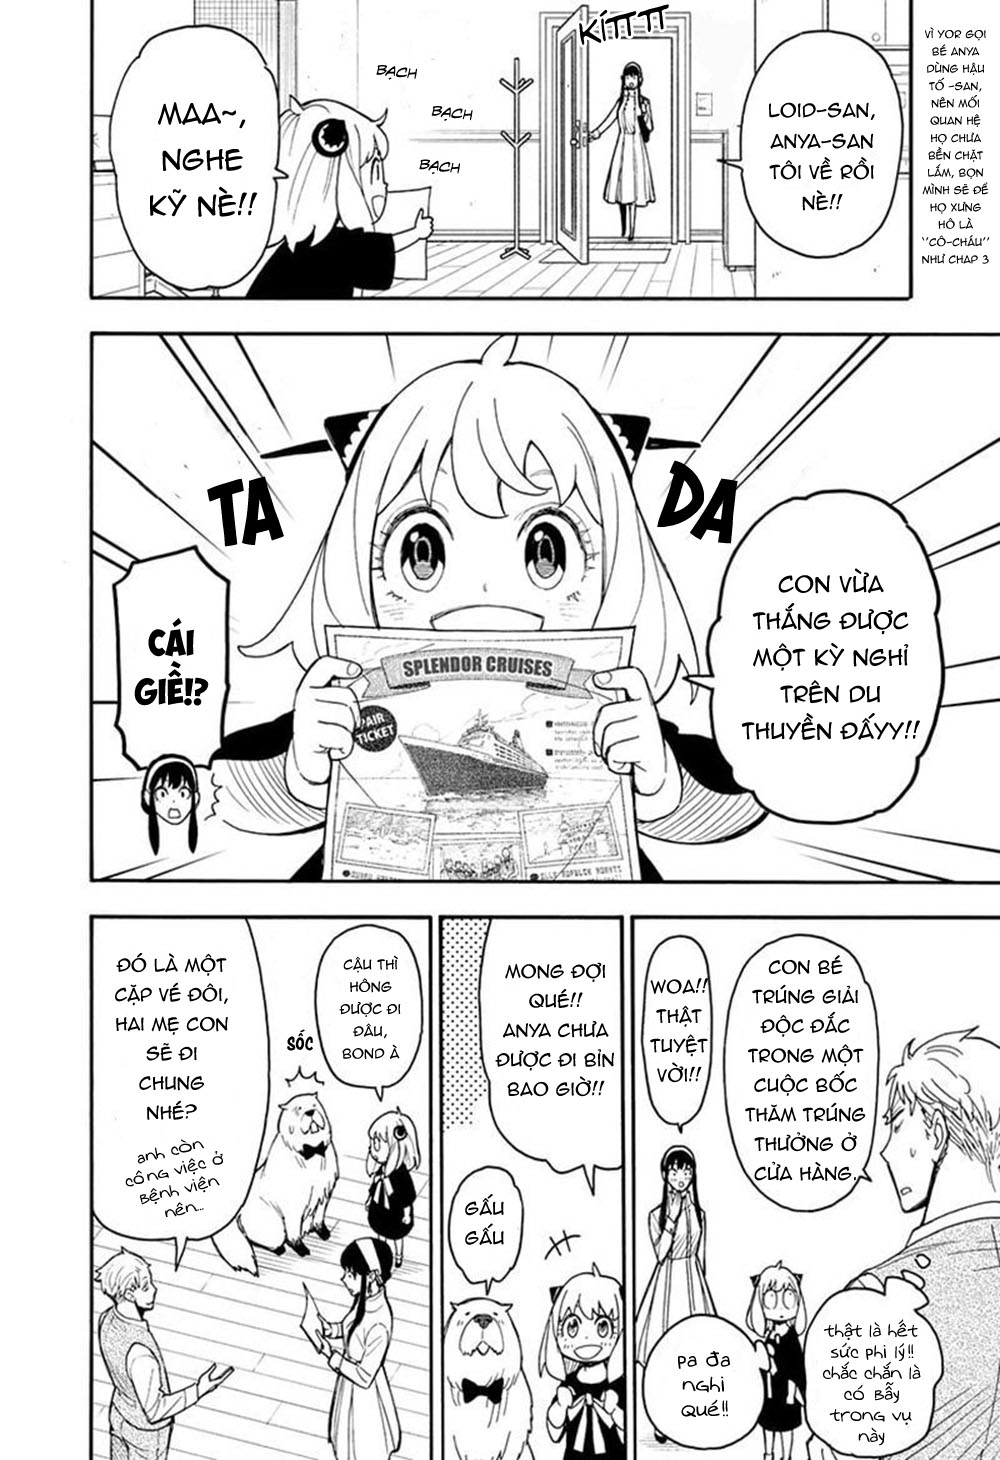 VÌ YOR GỌI
BÉ ANYA
DÙNG HẬU
TỐ -SAN,
NÊN MỐI
QUAN HỆ
HỌ CHƯA
BỀN CHẶT
LẮM, BỌN
MÌNH SẼ ĐỂ
HỌ XƯNG
HÔ LÀ
"CÔ-CHÁU"
NHƯ CHAP 3
KÍTTTT
LOID-SAN,
ANYA-SAN
TÔI VỀ RỒI
NÈ!!
BẠCH
BẠCH
BẠCH
MAA~,
NGHE
KỸ NÈ!!
TA
DA
CON VỪA
THẮNG ĐƯỢC
MỘT KỲ NGHỈ
TRÊN DU
THUYỀN ĐẤYY!!
CÁI
GIỀ!?
SPLENDOR CRUISES
PAIR
TICKET
CON BÉ
TRÚNG GIẢI
ĐỘC ĐẮC
TRONG MỘT
CUỘC BỐC
THĂM TRÚNG
THƯỞNG Ở
CỬA HÀNG.
WOA!!
THẬT
TUYỆT
VỜI!!
thật là hết
sức phi lý!!
chắc chắn là
có bẫy
trong vụ
này
Pa đa
nghi
qué!!
MONG ĐỢI
QUÉ!!
ANYA CHƯA
ĐƯỢC ĐI BỈN
BAO GIỜ!!
GẤU
GẤU
CẬU THÌ
HÔNG
ĐƯỢC ĐI
ĐÂU,
BOND À
SỐC
ĐÓ LÀ MỘT
CẶP VÉ ĐÔI,
HAI MẸ CON
SẼ ĐI
CHUNG
NHÉ?
anh còn
công việc ở
Bệnh viện
nên...